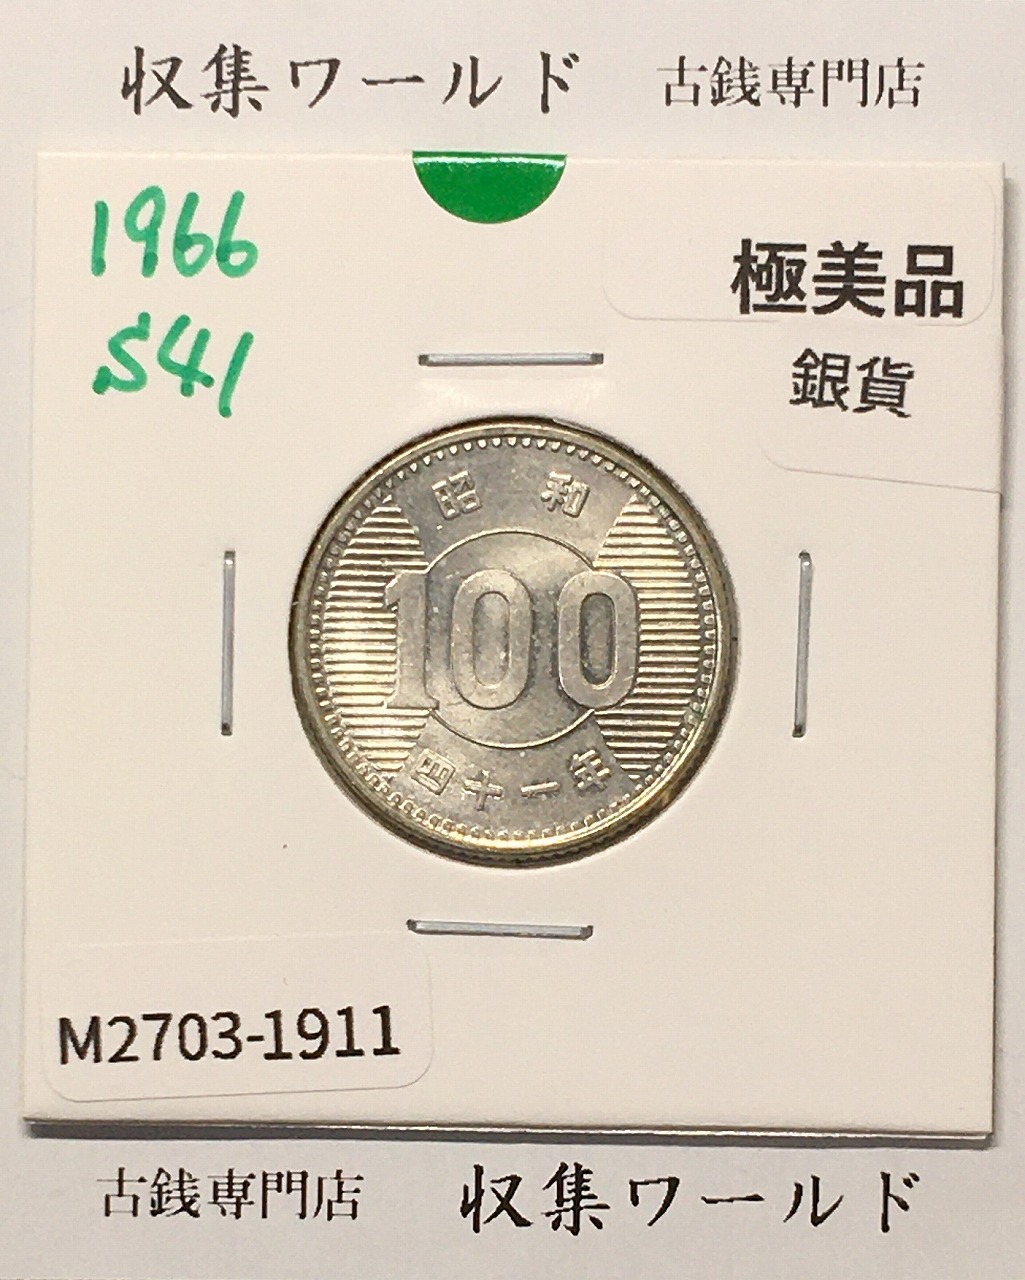 収集ワールド 古銭専門店
1966
S41
極美品
銀貨
昭和
100
四十一年
M2703-1911
古銭専門店 収集ワールド